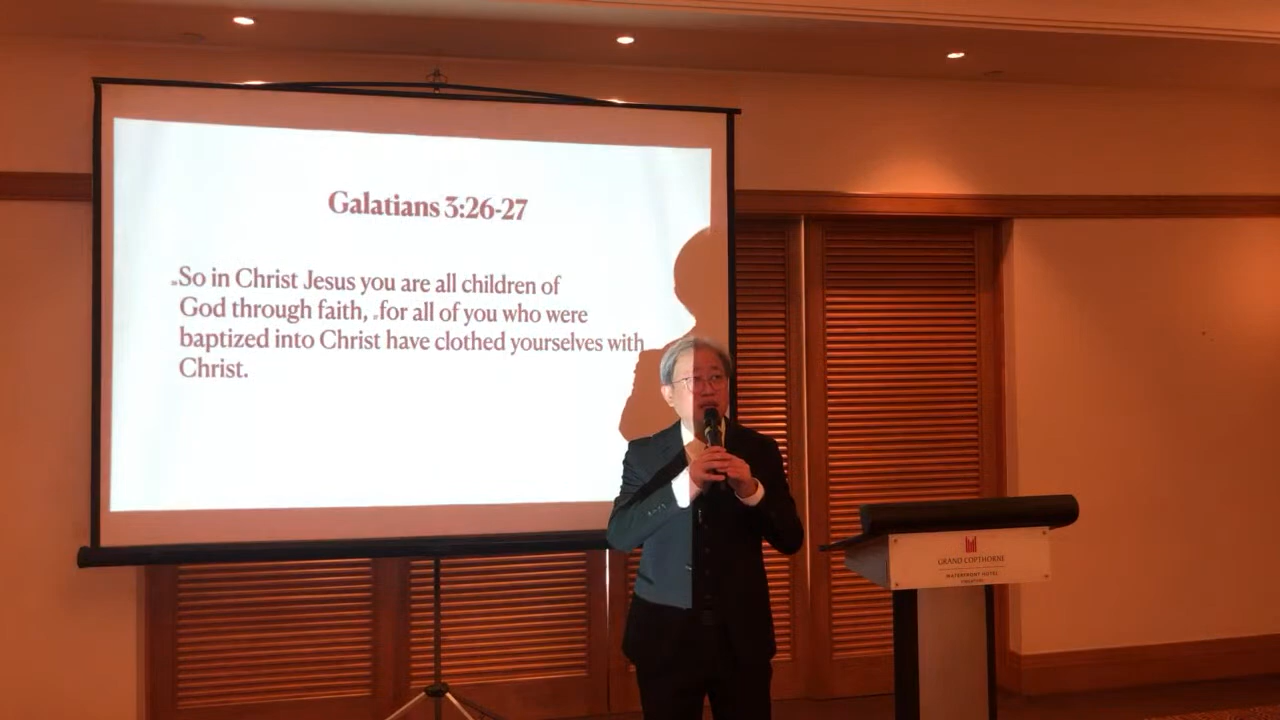 Galatians 3:26-27
So in Christ Jesus you are all children of
God through faith, for all of you who were
baptized into Christ have clothed yourselves with
Christ.
GRAND COPTHORNE
WATERFRONT HOTEL